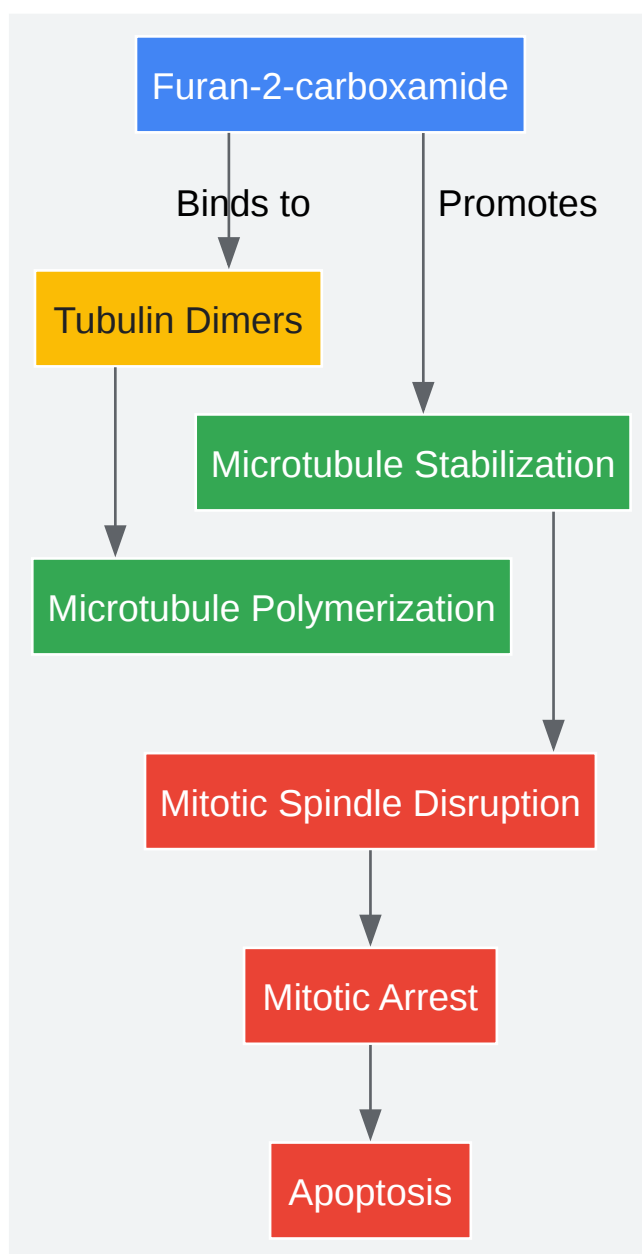 Furan-2-carboxamide
Binds to
Promotes
Tubulin Dimers
Microtubule Stabilization
Microtubule Polymerization
Mitotic Spindle Disruption
Mitotic Arrest
Apoptosis